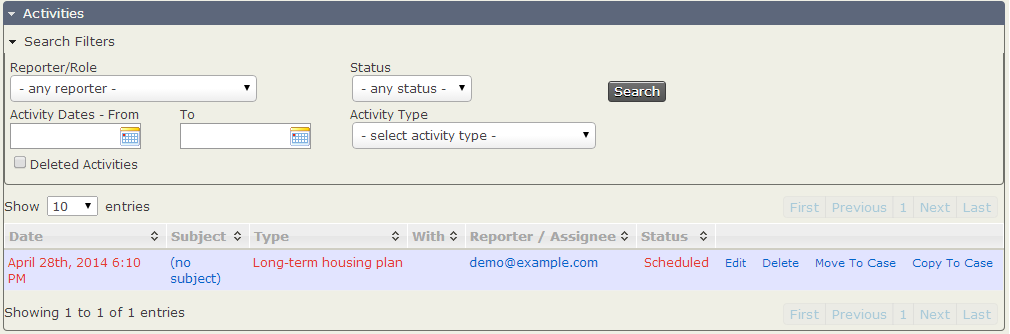 Activities
Search Filters
Reporter/Role Status
- any reporter - - any status - Search
Activity Dates - From To Activity Type
- select activity type -
Deleted Activities
Show 10 entries First Previous 1 Next Last
Date Subject Type With Reporter / Assignee Status
April 28th, 2014 6:10 (no Long-term housing plan demo@example.com Scheduled Edit Delete Move To Case Copy To Case
PM subject)
Showing 1 to 1 of 1 entries First Previous 1 Next Last